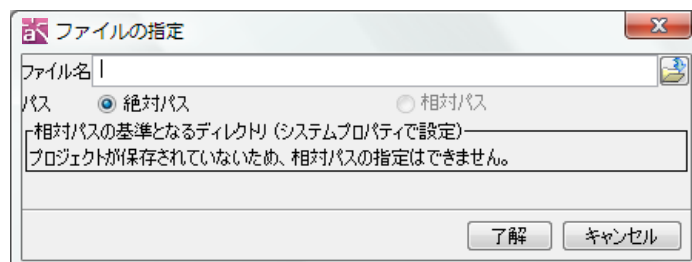 ファイルの指定
ファイル名
パス 絶対パス 相対パス
相対パスの基準となるディレクトリ (システムプロパティで設定)
プロジェクトが保存されていないため、相対パスの指定はできません。
了解 キャンセル